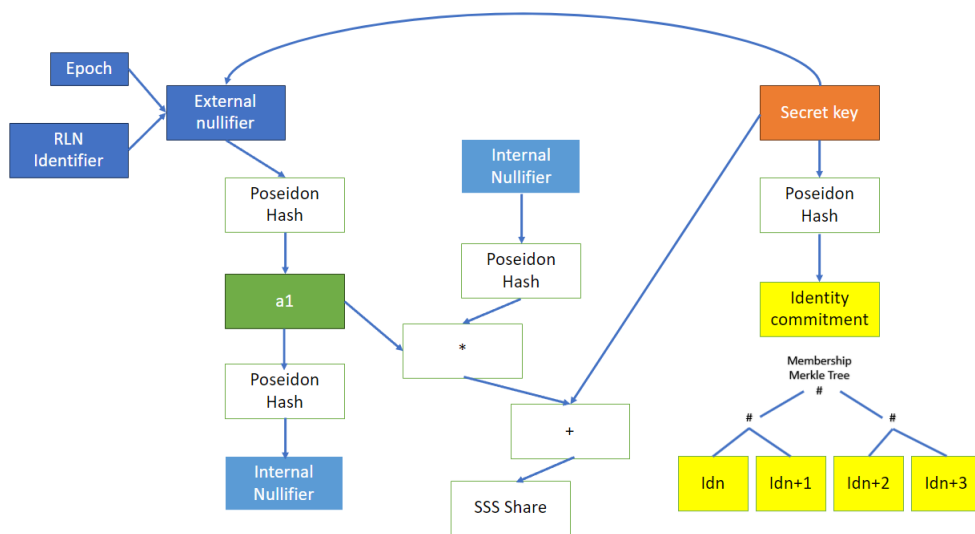 Epoch
External
nullifier
Secret key
RLN
Identifier
Internal
Nullifier
Poseidon
Hash
Poseidon
Hash
Poseidon
Hash
a1
Identity
commitment
*
Membership
Merkle Tree
#
Poseidon
Hash
#
#
+
Internal
Nullifier
Idn
Idn+1
Idn+2
Idn+3
SSS Share